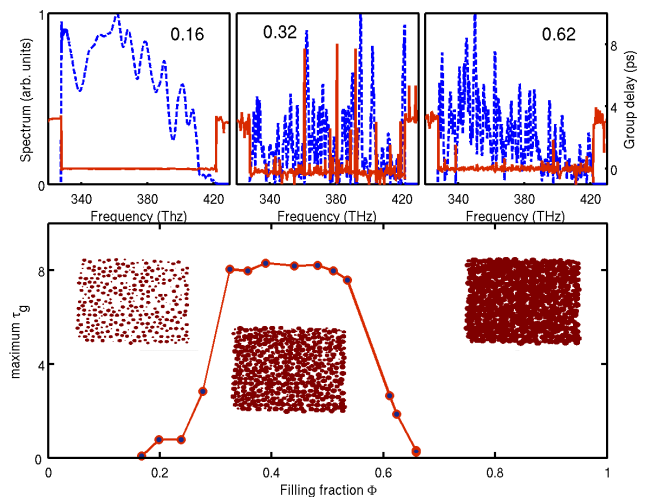 1
0
Spectrum (arb. units)
0.16
0.32
0.62
8
4
0
Group delay (ps)
340 380 420
340 380 420
340 380 420
Frequency (Thz)
Frequency (THz)
Frequency (THz)
8
4
0
maximum τg
0 0.2 0.4 0.6 0.8 1
Filling fraction Φ